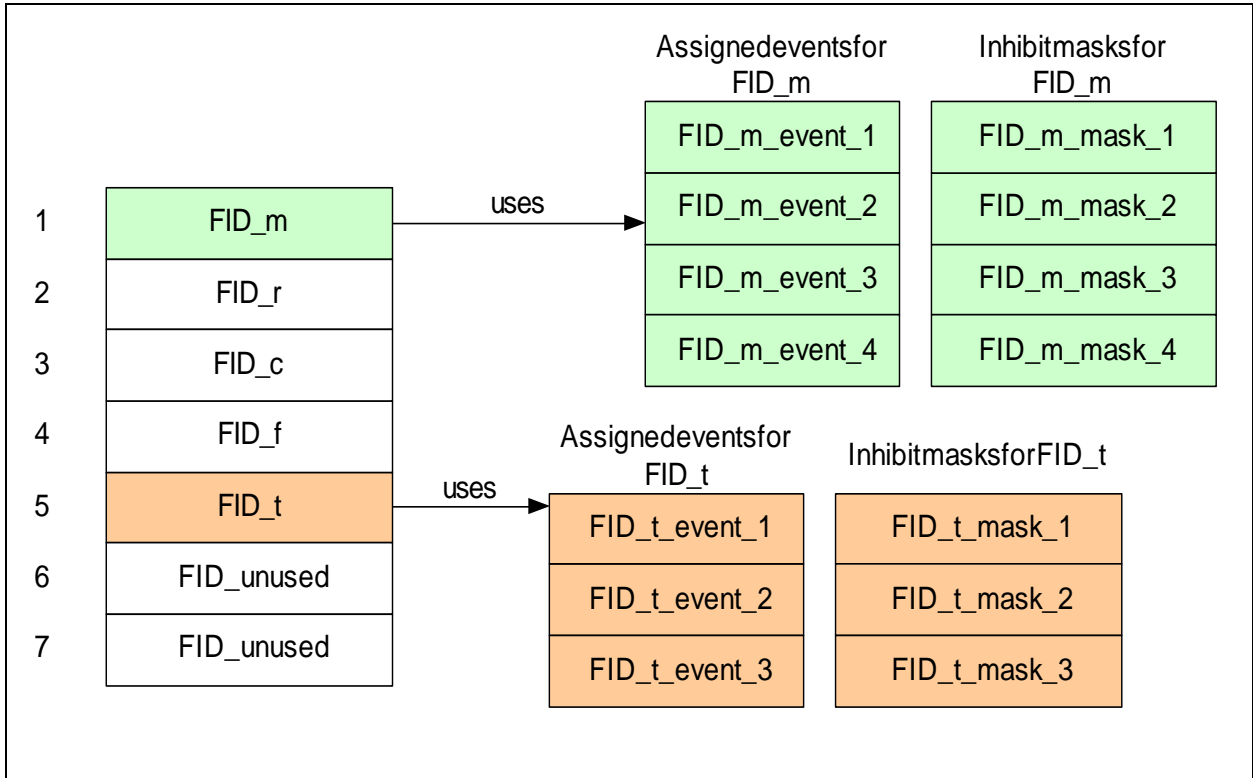 Assignedeventsfor
FID_m
Inhibitmasksfor
FID_m
FID_m_event_1
FID_m_mask_1
FID_m_event_2
FID_m_mask_2
FID_m_event_3
FID_m_mask_3
FID_m_event_4
FID_m_mask_4
1
FID_m
uses
2
FID_r
3
FID_c
4
FID_f
5
FID_t
uses
6
FID_unused
7
FID_unused
Assignedeventsfor
FID_t
InhibitmasksforFID_t
FID_t_event_1
FID_t_mask_1
FID_t_event_2
FID_t_mask_2
FID_t_event_3
FID_t_mask_3